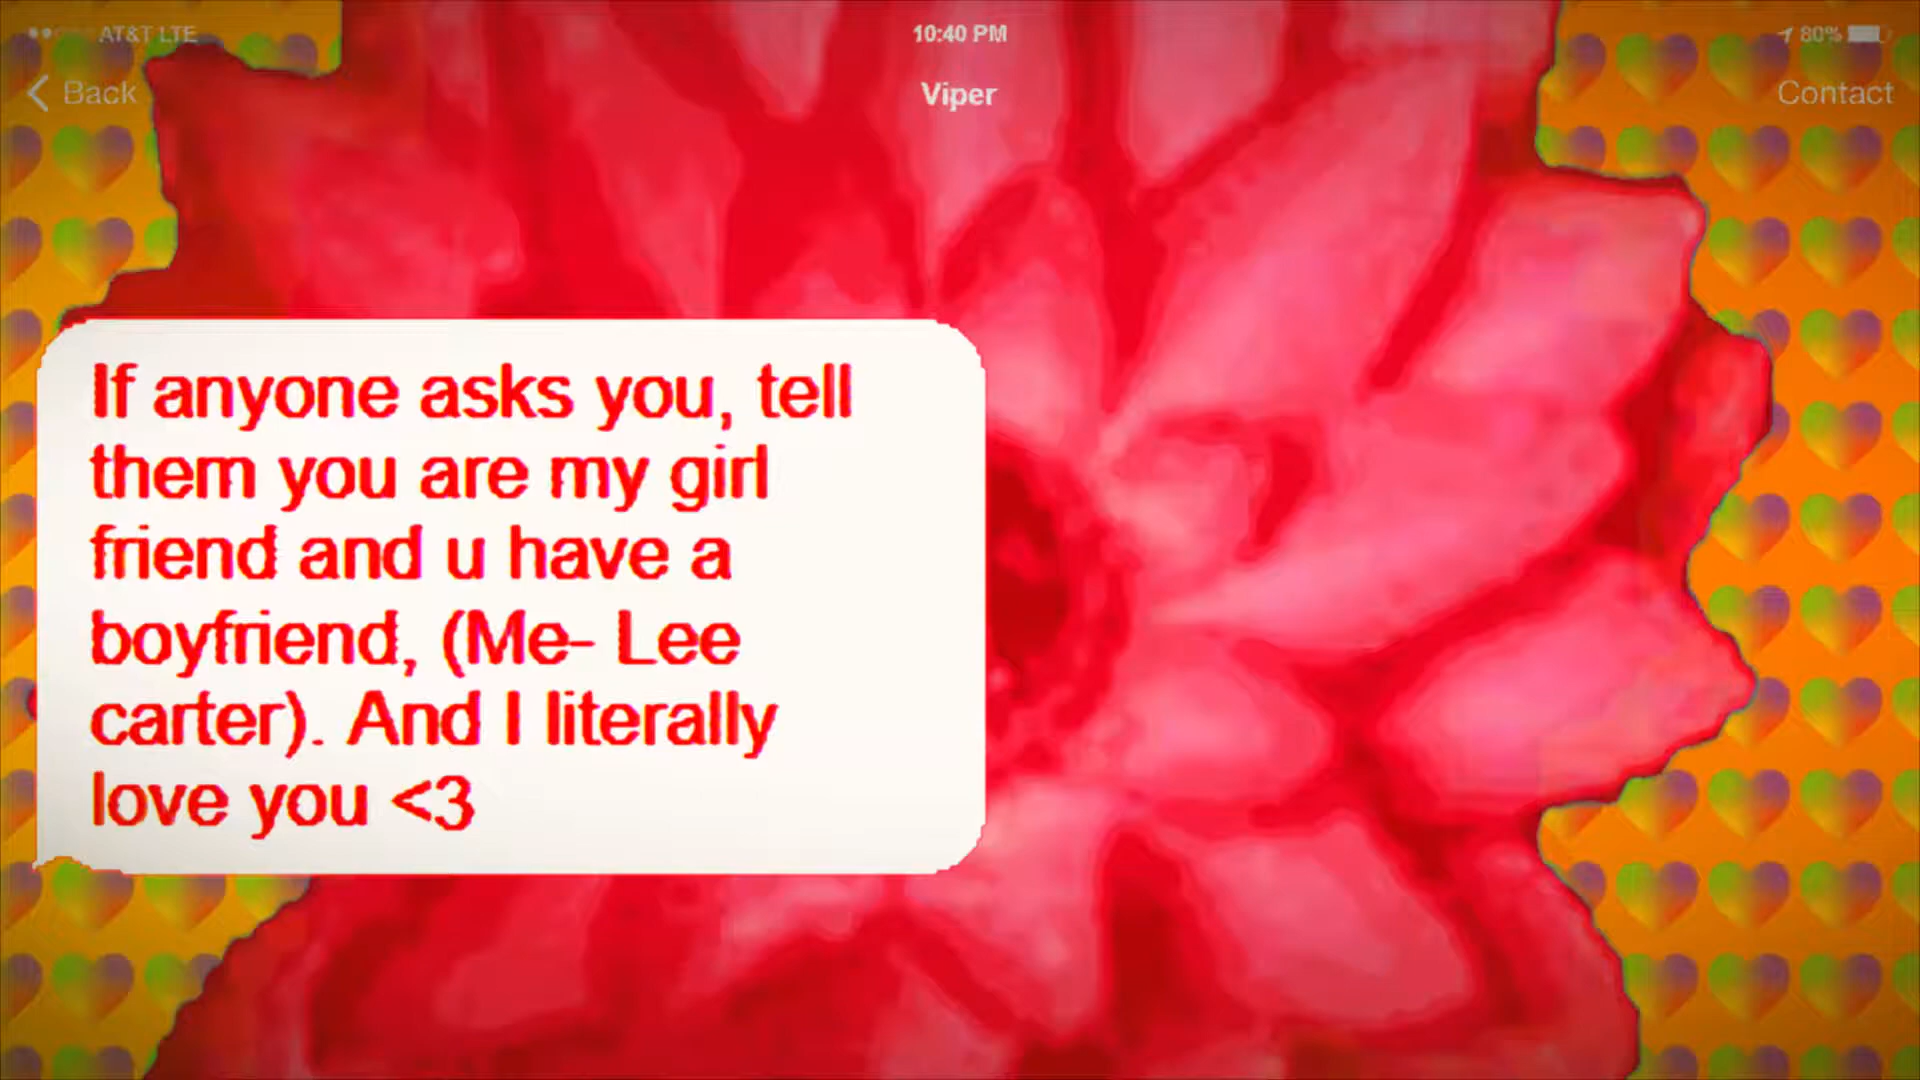 AT&T LTE 10:40 PM 80%
Back Viper Contact
If anyone asks you, tell
them you are my girl
friend and u have a
boyfriend, (Me- Lee
carter). And I literally
love you <3